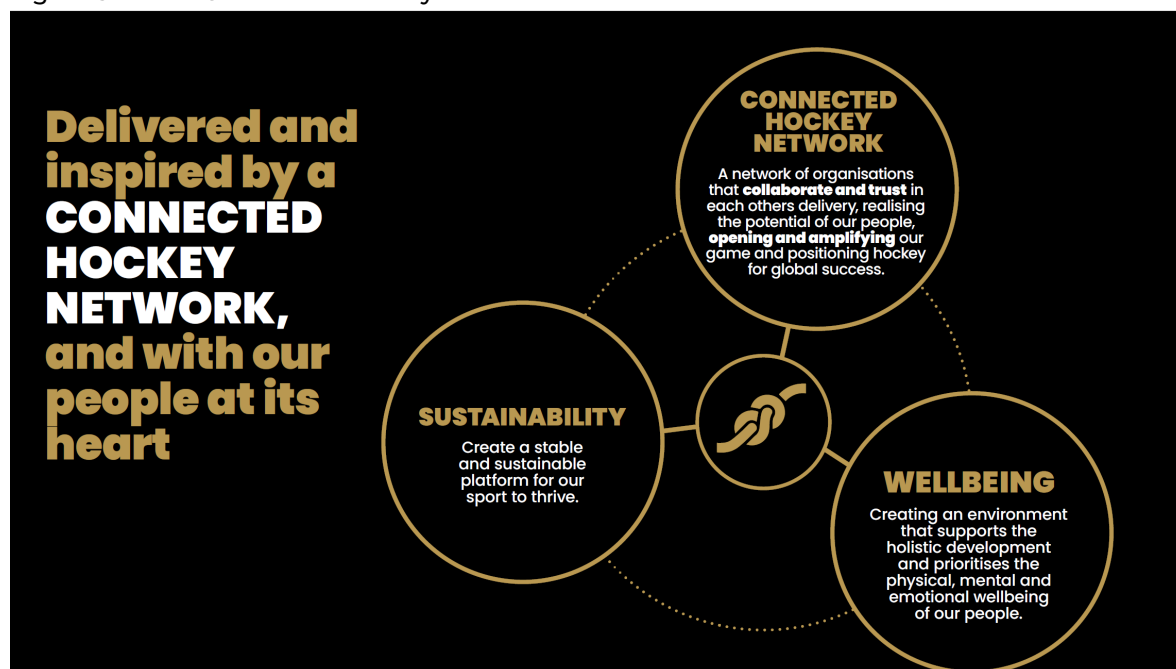 Delivered and
inspired by a
CONNECTED
HOCKEY
NETWORK,
and with our
people at its
heart
CONNECTED
HOCKEY
NETWORK
A network of organisations
that collaborate and trust in
each others delivery, realising
the potential of our people,
opening and amplifying our
game and positioning hockey
for global success.
SUSTAINABILITY
Create a stable
and sustainable
platform for our
sport to thrive.
WELLBEING
Creating an environment
that supports the
holistic development
and prioritises the
physical, mental and
emotional wellbeing
of our people.